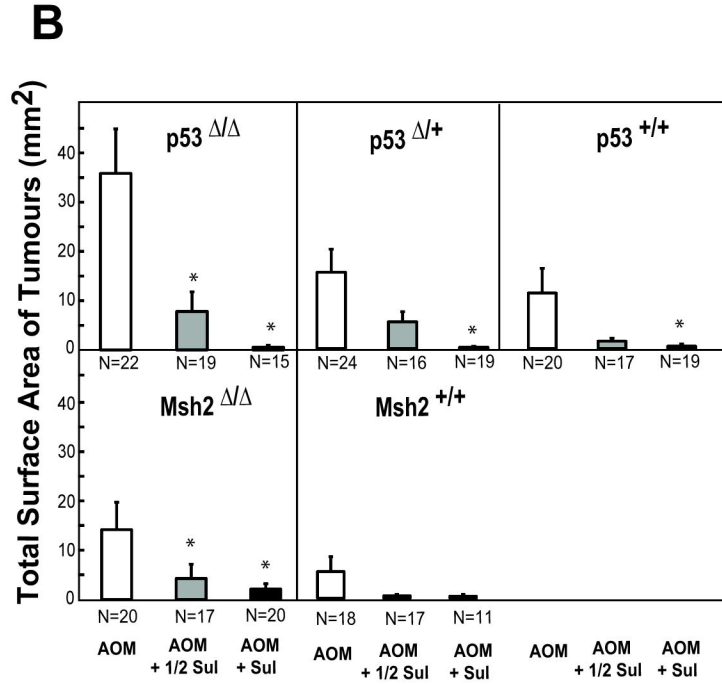 B
Total Surface Area of Tumours (mm2)
p53 Δ/Δ
p53 Δ/+
p53 +/+
40
30
20
10
0
*
*
*
*
N=22 N=19 N=15 N=24 N=16 N=19 N=20 N=17 N=19
Msh2 Δ/Δ
Msh2 +/+
40
30
20
10
0
*
*
N=20 N=17 N=20 N=18 N=17 N=11
AOM AOM + 1/2 Sul AOM + Sul
AOM AOM + 1/2 Sul AOM + Sul
AOM AOM + 1/2 Sul AOM + Sul